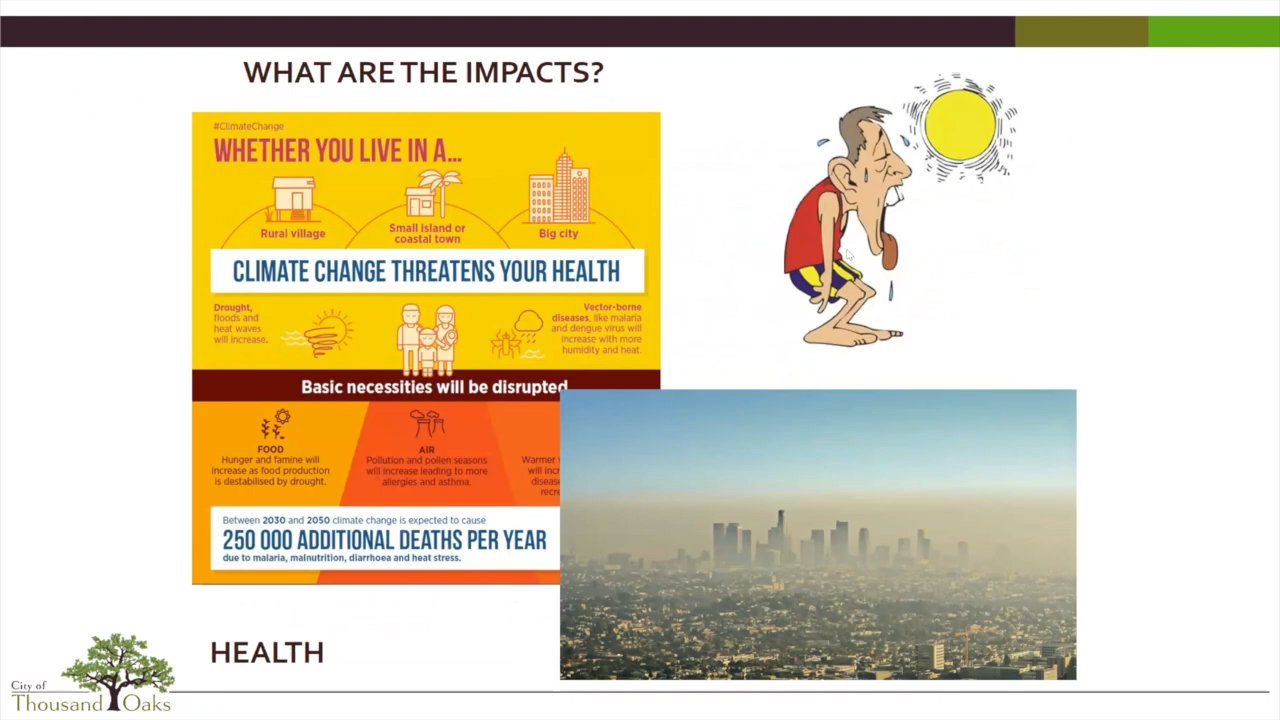 WHAT ARE THE IMPACTS?
#ClimateChange
WHETHER YOU LIVE IN A...
Rural village
Small island or
coastal town
Big city
CLIMATE CHANGE THREATENS YOUR HEALTH
Drought,
floods and
heat waves
will increase.
Vector-borne
diseases, like malaria
and dengue virus will
increase with more
humidity and heat.
Basic necessities will be disrupted
FOOD
Hunger and famine will
increase as food production
is destabilised by drought.
AIR
Pollution and pollen seasons
will increase leading to more
allergies and asthma.
Warmer
will
Between 2030 and 2050 climate change is expected to cause
250 000 ADDITIONAL DEATHS PER YEAR
due to malaria, malnutrition, diarrhoea and heat stress.
HEALTH
City of
Thousand Oaks